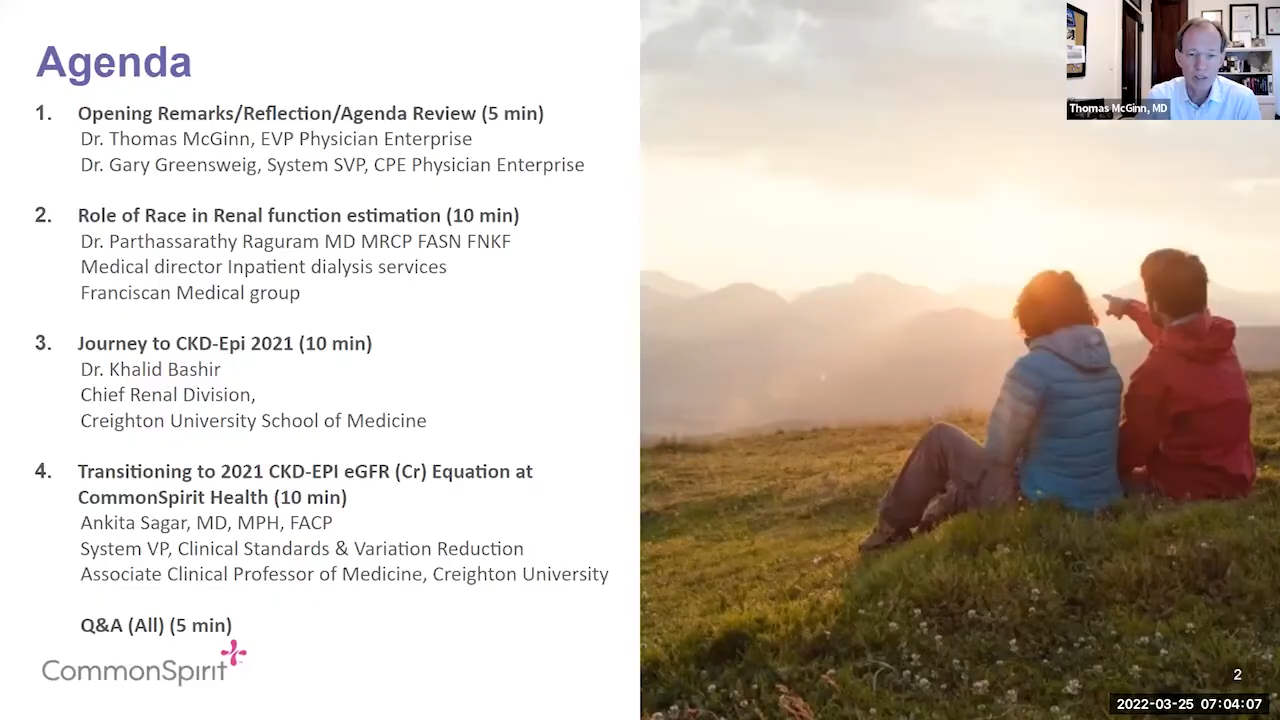 Agenda
1. Opening Remarks/Reflection/Agenda Review (5 min)
Dr. Thomas McGinn, EVP Physician Enterprise
Dr. Gary Greensweig, System SVP, CPE Physician Enterprise
2. Role of Race in Renal function estimation (10 min)
Dr. Parthassarathy Raguram MD MRCP FASN FNKF
Medical director Inpatient dialysis services
Franciscan Medical group
3. Journey to CKD-Epi 2021 (10 min)
Dr. Khalid Bashir
Chief Renal Division,
Creighton University School of Medicine
4. Transitioning to 2021 CKD-EPI eGFR (Cr) Equation at
CommonSpirit Health (10 min)
Ankita Sagar, MD, MPH, FACP
System VP, Clinical Standards & Variation Reduction
Associate Clinical Professor of Medicine, Creighton University
Q&A (All) (5 min)
CommonSpirit
Thomas McGinn, MD
2
2022-03-25 07:04:07